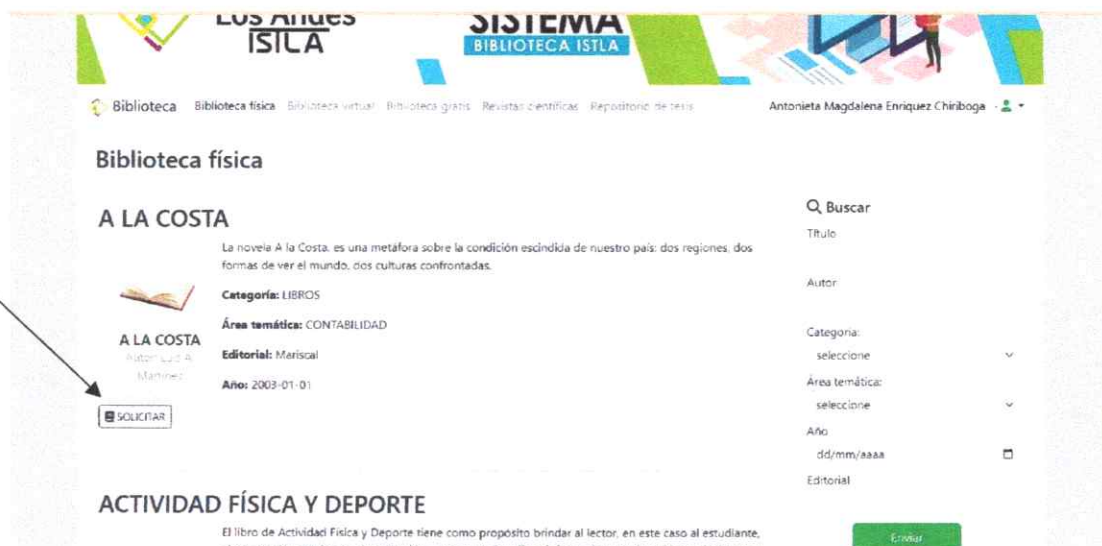 Los Andes
ISTLA
SISTEMA
BIBLIOTECA ISTLA
Biblioteca Biblioteca física Biblioteca virtual Biblioteca gratis Revistas científicas Repositorio de tesis Antonieta Magdalena Enriquez Chiriboga
Biblioteca física
A LA COSTA
La novela A la Costa, es una metáfora sobre la condición escindida de nuestro país: dos regiones, dos
formas de ver el mundo, dos culturas confrontadas.
Categoría: LIBROS
Área temática: CONTABILIDAD
Editorial: Mariscal
Año: 2003-01-01
A LA COSTA
Autor: Luis A.
Martínez
SOLICITAR
Buscar
Título
Autor
Categoria:
seleccione
Área temática:
seleccione
Año
dd/mm/aaaa
Editorial
Enviar
ACTIVIDAD FÍSICA Y DEPORTE
El libro de Actividad Física y Deporte tiene como propósito brindar al lector, en este caso al estudiante,